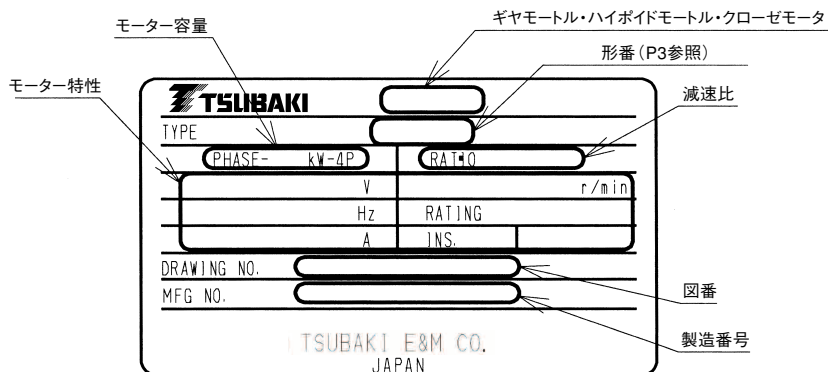 ギヤモートル・ハイポイドモートル・クローゼモータ
モーター容量
形番（P3参照）
モーター特性
減速比
TSUBAKI
TYPE
PHASE- kW-4P RATIO
V r/min
Hz RATING
A INS.
DRAWING NO.
図番
MFG NO.
製造番号
TSUBAKI E&M CO.
JAPAN